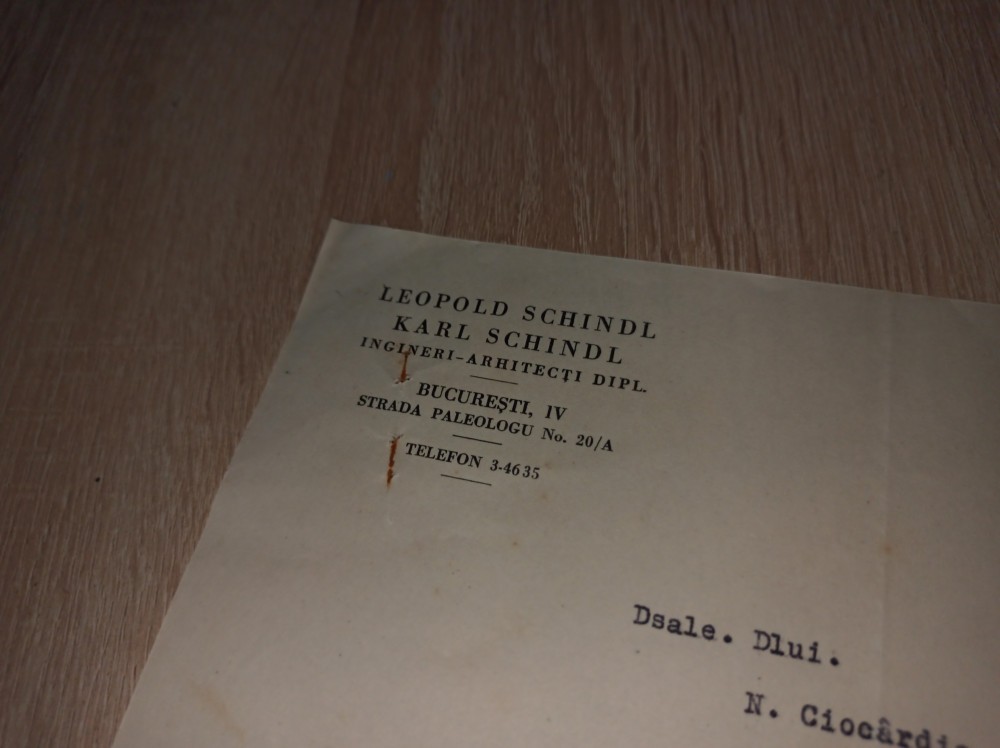 LEOPOLD SCHINDL
KARL SCHINDL
INGINERI-ARHITECȚI DIPL.
BUCUREȘTI, IV
STRADA PALEOLOGU No. 20/A
TELEFON 3-46 35
Dsale. Dlui.
N.